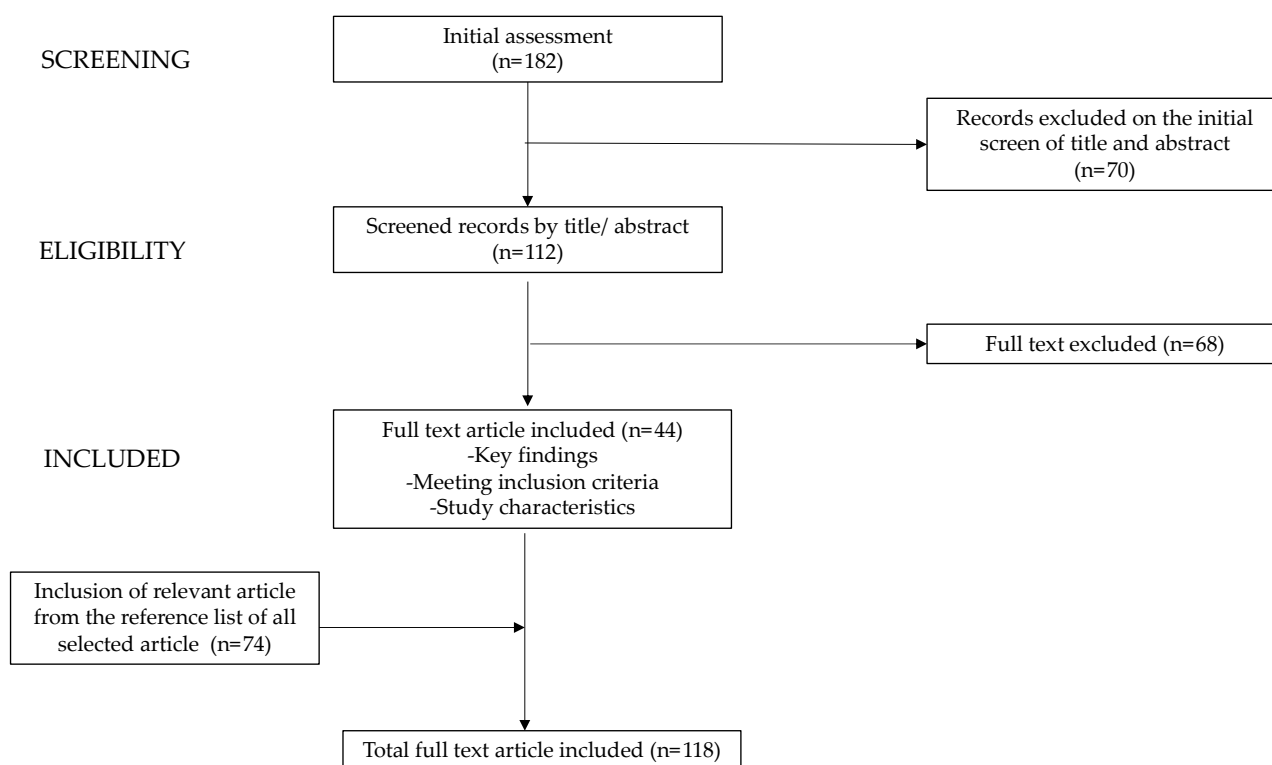 SCREENING
Initial assessment
(n=182)
Records excluded on the initial
screen of title and abstract
(n=70)
ELIGIBILITY
Screened records by title/ abstract
(n=112)
Full text excluded (n=68)
INCLUDED
Full text article included (n=44)
-Key findings
-Meeting inclusion criteria
-Study characteristics
Inclusion of relevant article
from the reference list of all
selected article (n=74)
Total full text article included (n=118)